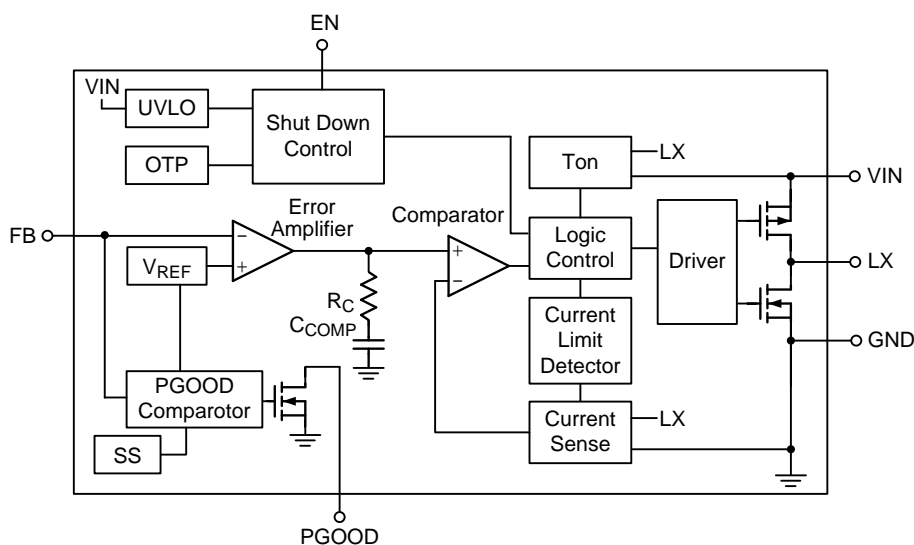 EN
VIN
UVLO
Shut Down
Control
OTP
Ton
LX
VIN
Error
Amplifier
Comparator
FB
−
+
VREF
+
−
Logic
Control
Driver
LX
RC
CCOMP
Current
Limit
Detector
GND
PGOOD
Comparotor
Current
Sense
LX
SS
PGOOD